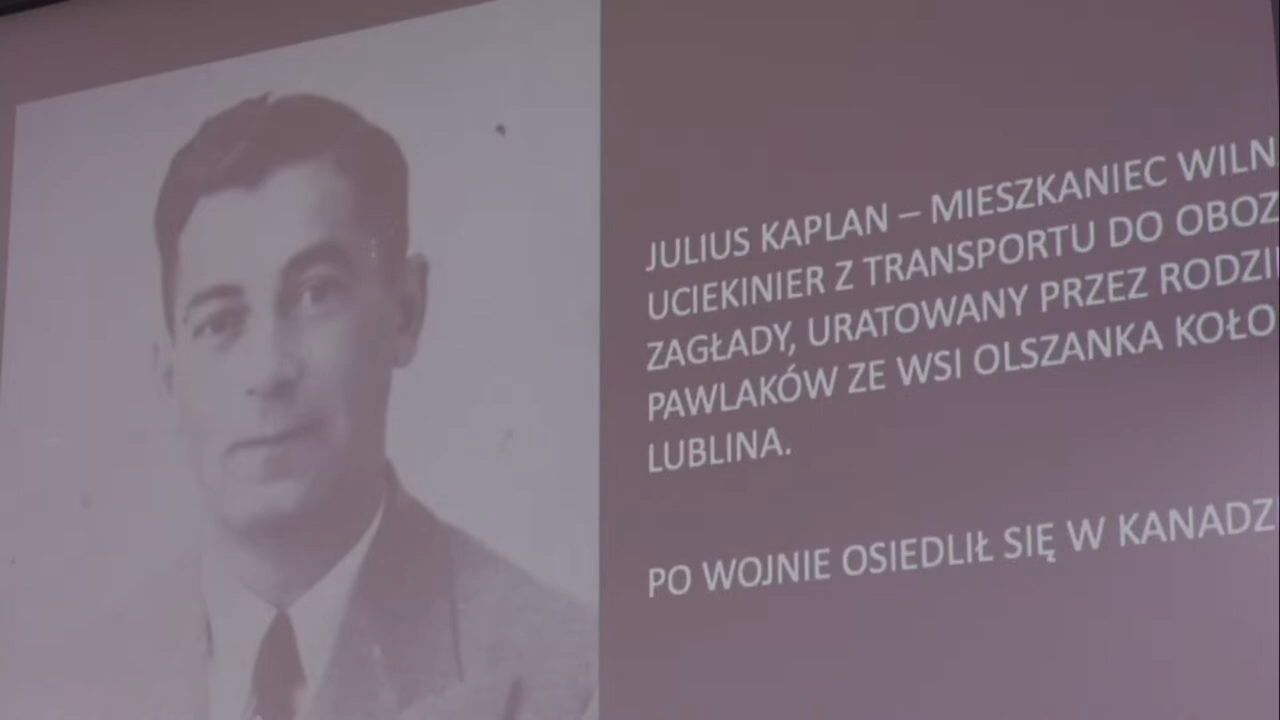 JULIUS KAPLAN – MIESZKANIEC WILN
UCIEKINIER Z TRANSPORTU DO OBOZ
ZAGŁADY, URATOWANY PRZEZ RODZI
PAWLAKÓW ZE WSI OLSZANKA KOŁO
LUBLINA.
PO WOJNIE OSIEDLIŁ SIĘ W KANADZ